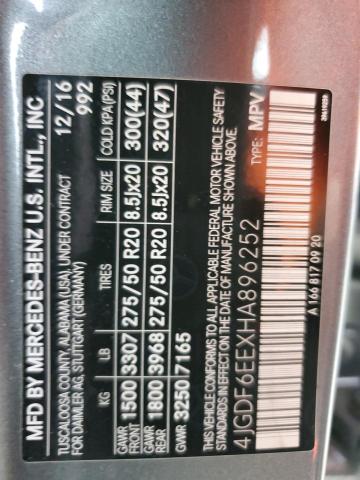 MFD BY MERCEDES-BENZ U.S. INTL., INC
TUSCALOOSA COUNTY, ALABAMA (USA), UNDER CONTRACT 12/16
FOR DAIMLER AG, STUTTGART (GERMANY) 992
KG LB RIM SIZE COLD kPA(PSI)
GAWR FRONT 1500 3307 275/50 R20 8.5Jx20 300(44)
GAWR REAR 1800 3968 275/50 R20 8.5Jx20 320(47)
GVWR 3250 7165
THIS VEHICLE CONFORMS TO ALL APPLICABLE FEDERAL MOTOR VEHICLE SAFETY
STANDARDS IN EFFECT ON THE DATE OF MANUFACTURE SHOWN ABOVE.
4JGDF6EEXHA896252 TYPE: MPV
A 166 817 09 20